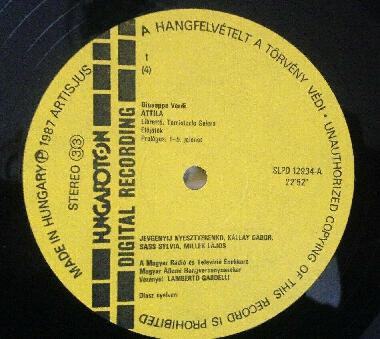 A HANGFELVÉTELT A TÖRVÉNY VÉDI · UNAUTHORIZED COPYING OF THIS RECORD IS PROHIBITED
MADE IN HUNGARY Ⓟ 1987 ARTISJUS
STEREO 33
HUNGAROTON
DIGITAL RECORDING
1
(4)
Giuseppe Verdi
ATTILA
Libretto: Temistocle Solera
Előjáték
Prológus, 1-5. jelenet
SLPD 12934-A
22'52"
JEVGENYIJ NYESZTYERENKO, KÁLLAY GÁBOR,
SASS SYLVIA, MILLER LAJOS
A Magyar Rádió és Televízió Énekkara
Magyar Állami Hangversenyzenekar
Vezényel: LAMBERTO GARDELLI
Olasz nyelven